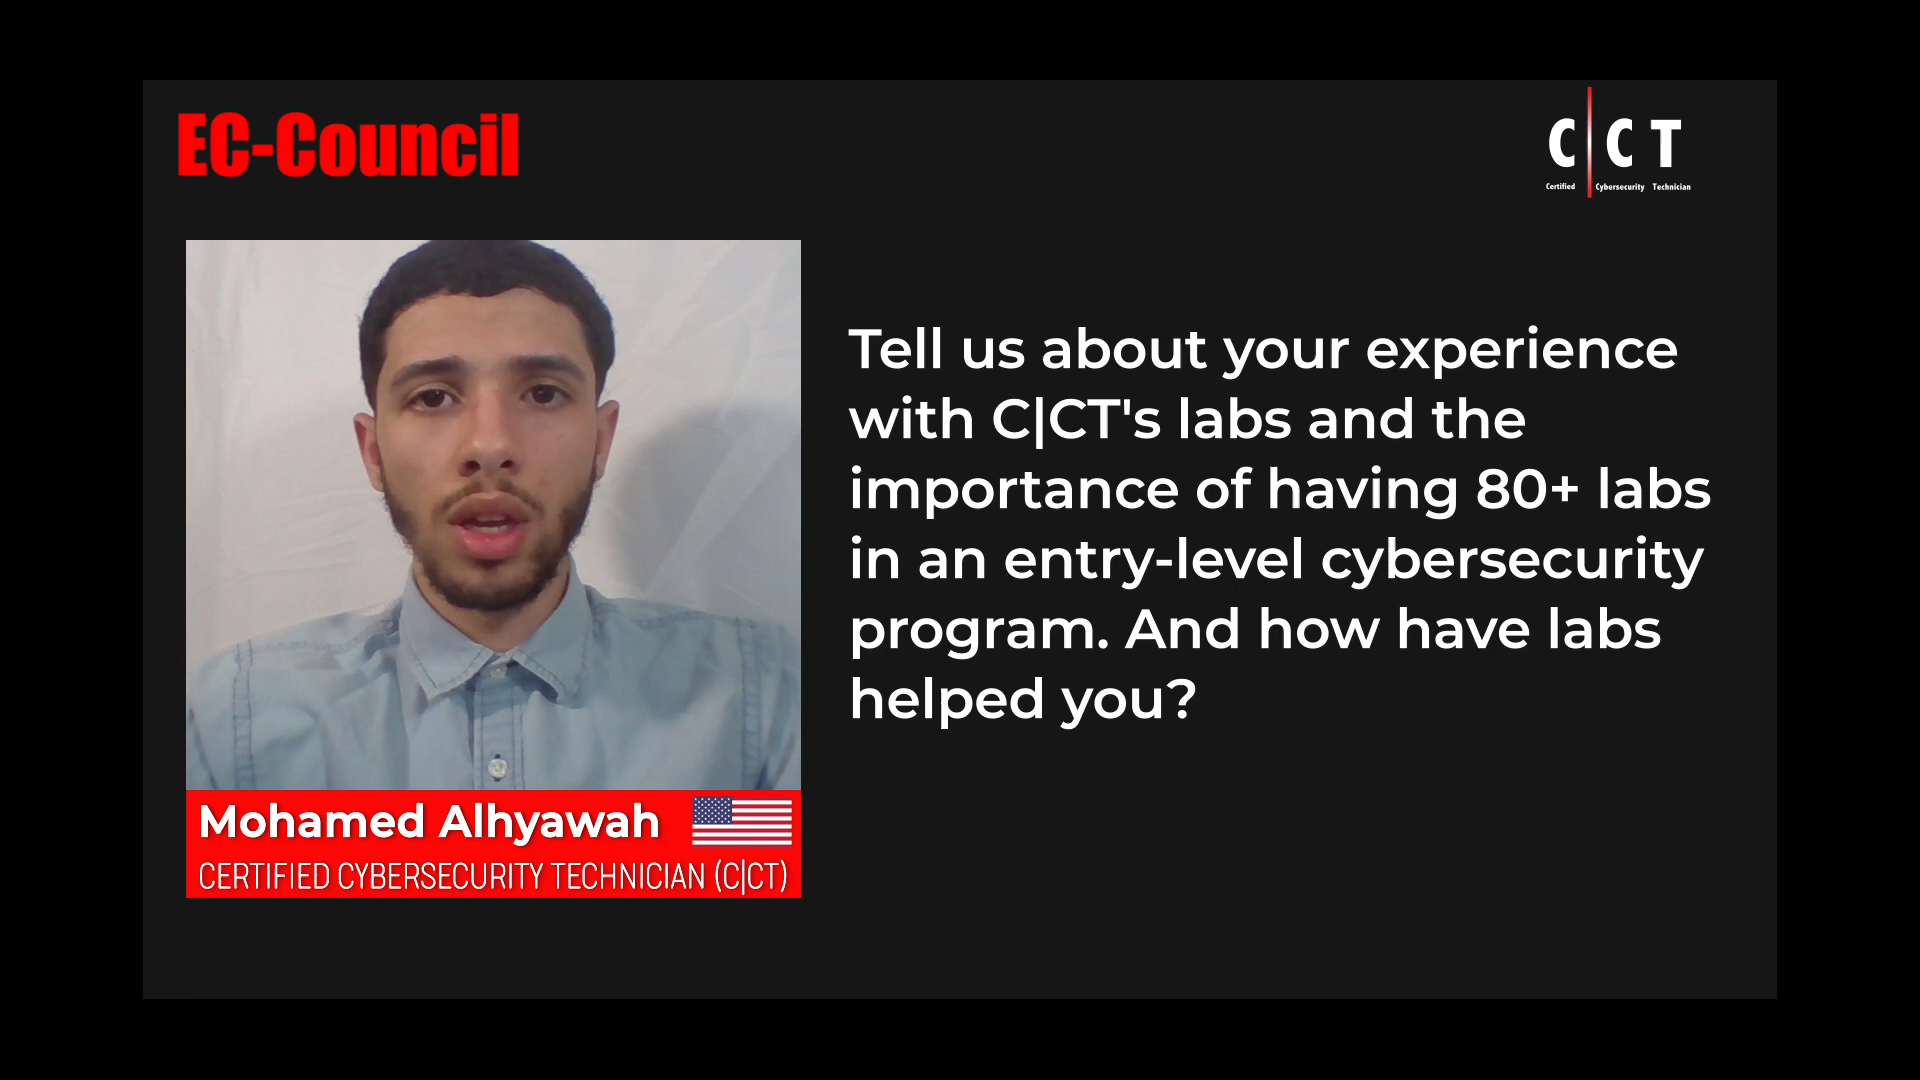 EC-Council
C|CT
Certified Cybersecurity Technician
Tell us about your experience
with C|CT's labs and the
importance of having 80+ labs
in an entry-level cybersecurity
program. And how have labs
helped you?
Mohamed Alhyawah
CERTIFIED CYBERSECURITY TECHNICIAN (C|CT)